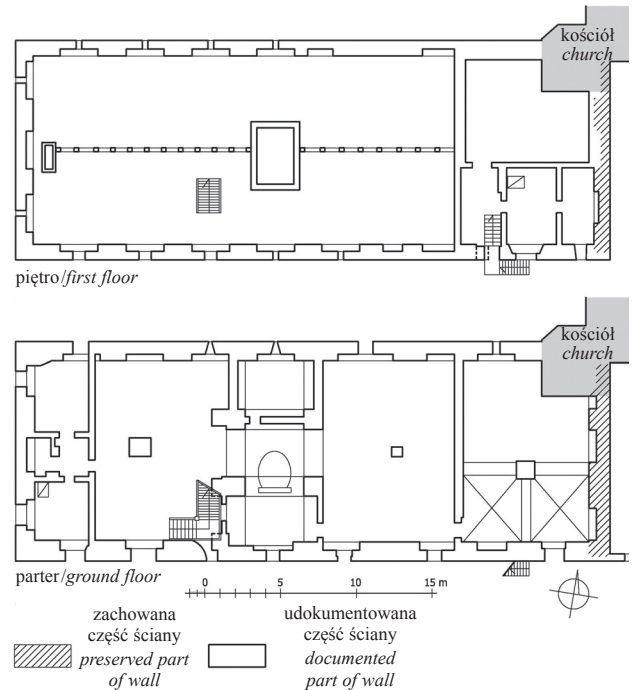 kościół
church
piętro/first floor
kościół
church
parter/ground floor
0 5 10 15 m
zachowana
część ściany
preserved part
of wall
udokumentowana
część ściany
documented
part of wall